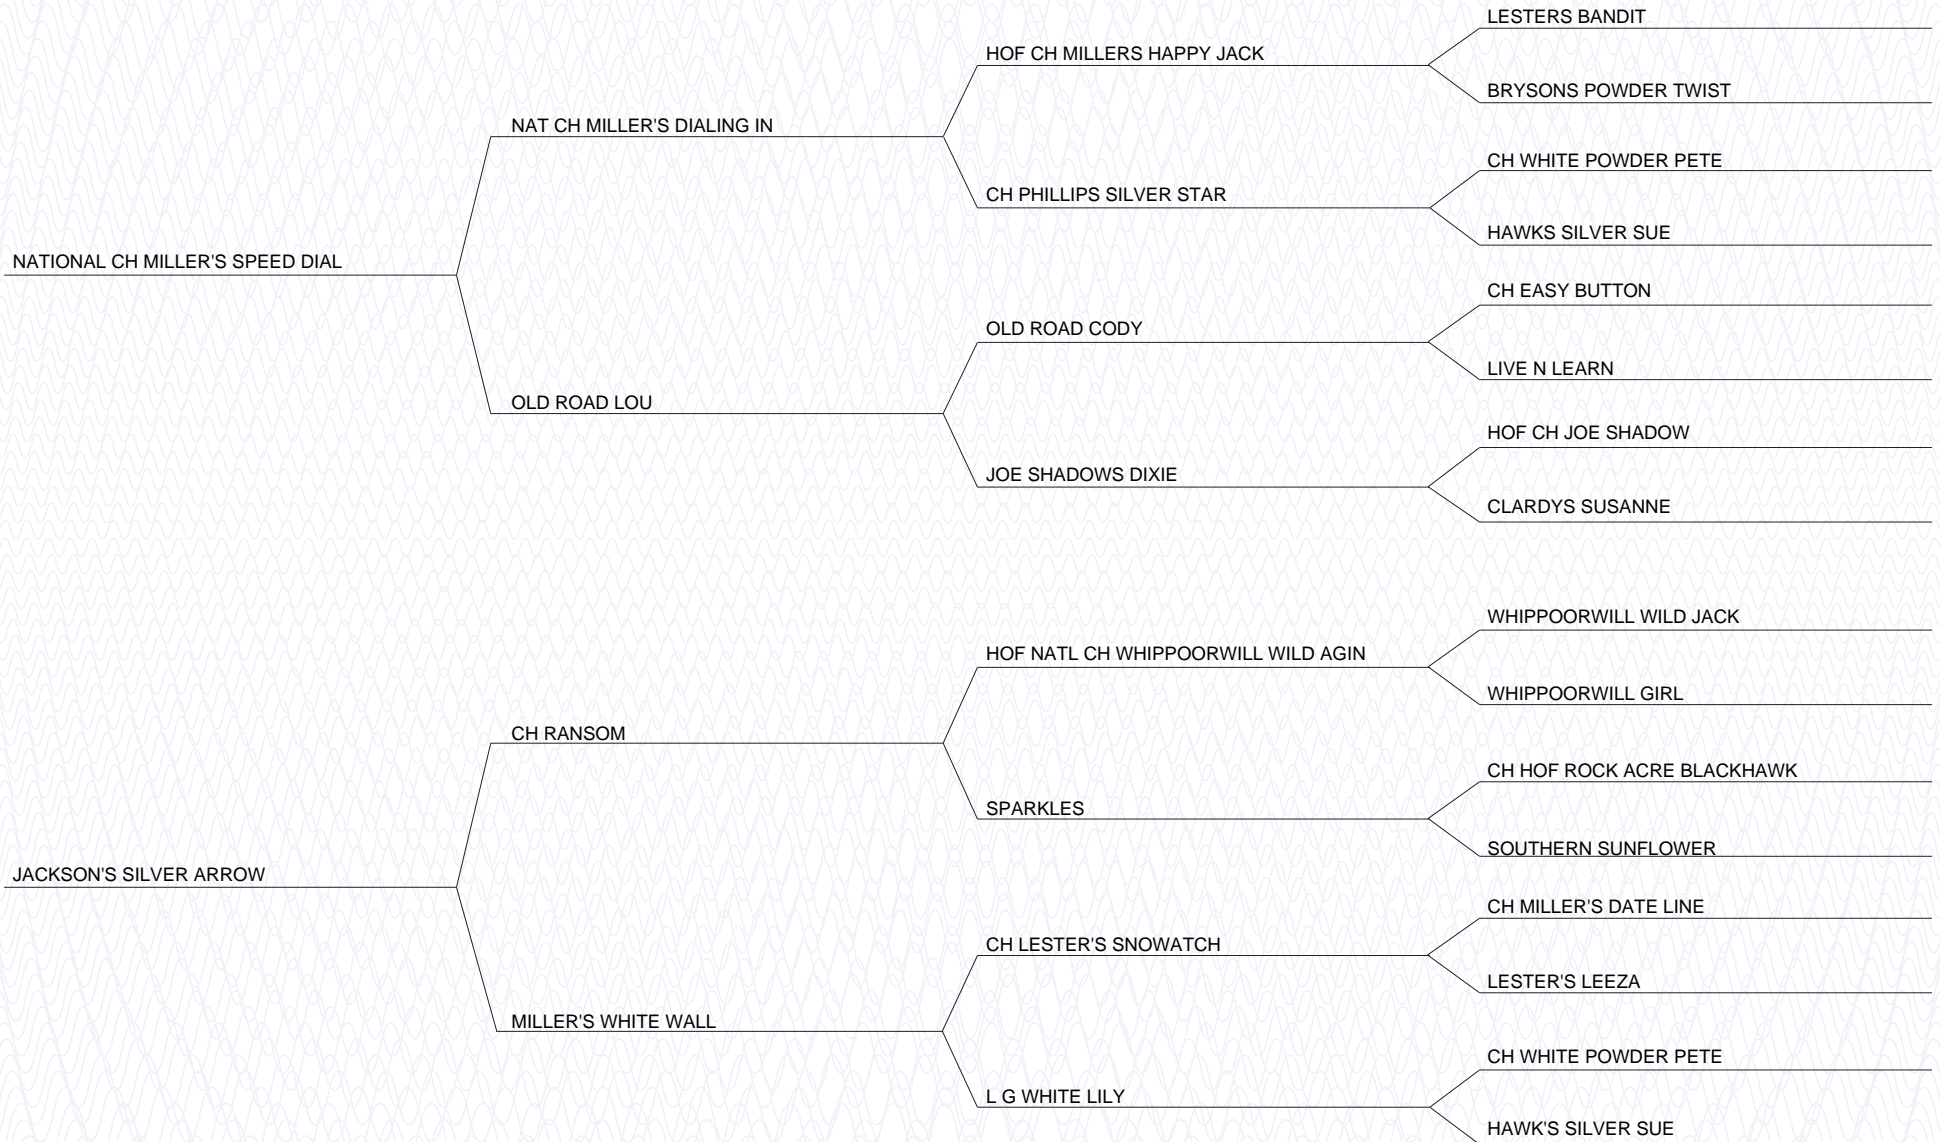 LESTERS BANDIT
HOF CH MILLERS HAPPY JACK
BRYSONS POWDER TWIST
NAT CH MILLER'S DIALING IN
CH WHITE POWDER PETE
CH PHILLIPS SILVER STAR
HAWKS SILVER SUE
NATIONAL CH MILLER'S SPEED DIAL
CH EASY BUTTON
OLD ROAD CODY
LIVE N LEARN
OLD ROAD LOU
HOF CH JOE SHADOW
JOE SHADOWS DIXIE
CLARDYS SUSANNE
WHIPPOORWILL WILD JACK
HOF NATL CH WHIPPOORWILL WILD AGIN
WHIPPOORWILL GIRL
CH RANSOM
CH HOF ROCK ACRE BLACKHAWK
SPARKLES
SOUTHERN SUNFLOWER
JACKSON'S SILVER ARROW
CH MILLER'S DATE LINE
CH LESTER'S SNOWATCH
LESTER'S LEEZA
MILLER'S WHITE WALL
CH WHITE POWDER PETE
L G WHITE LILY
HAWK'S SILVER SUE